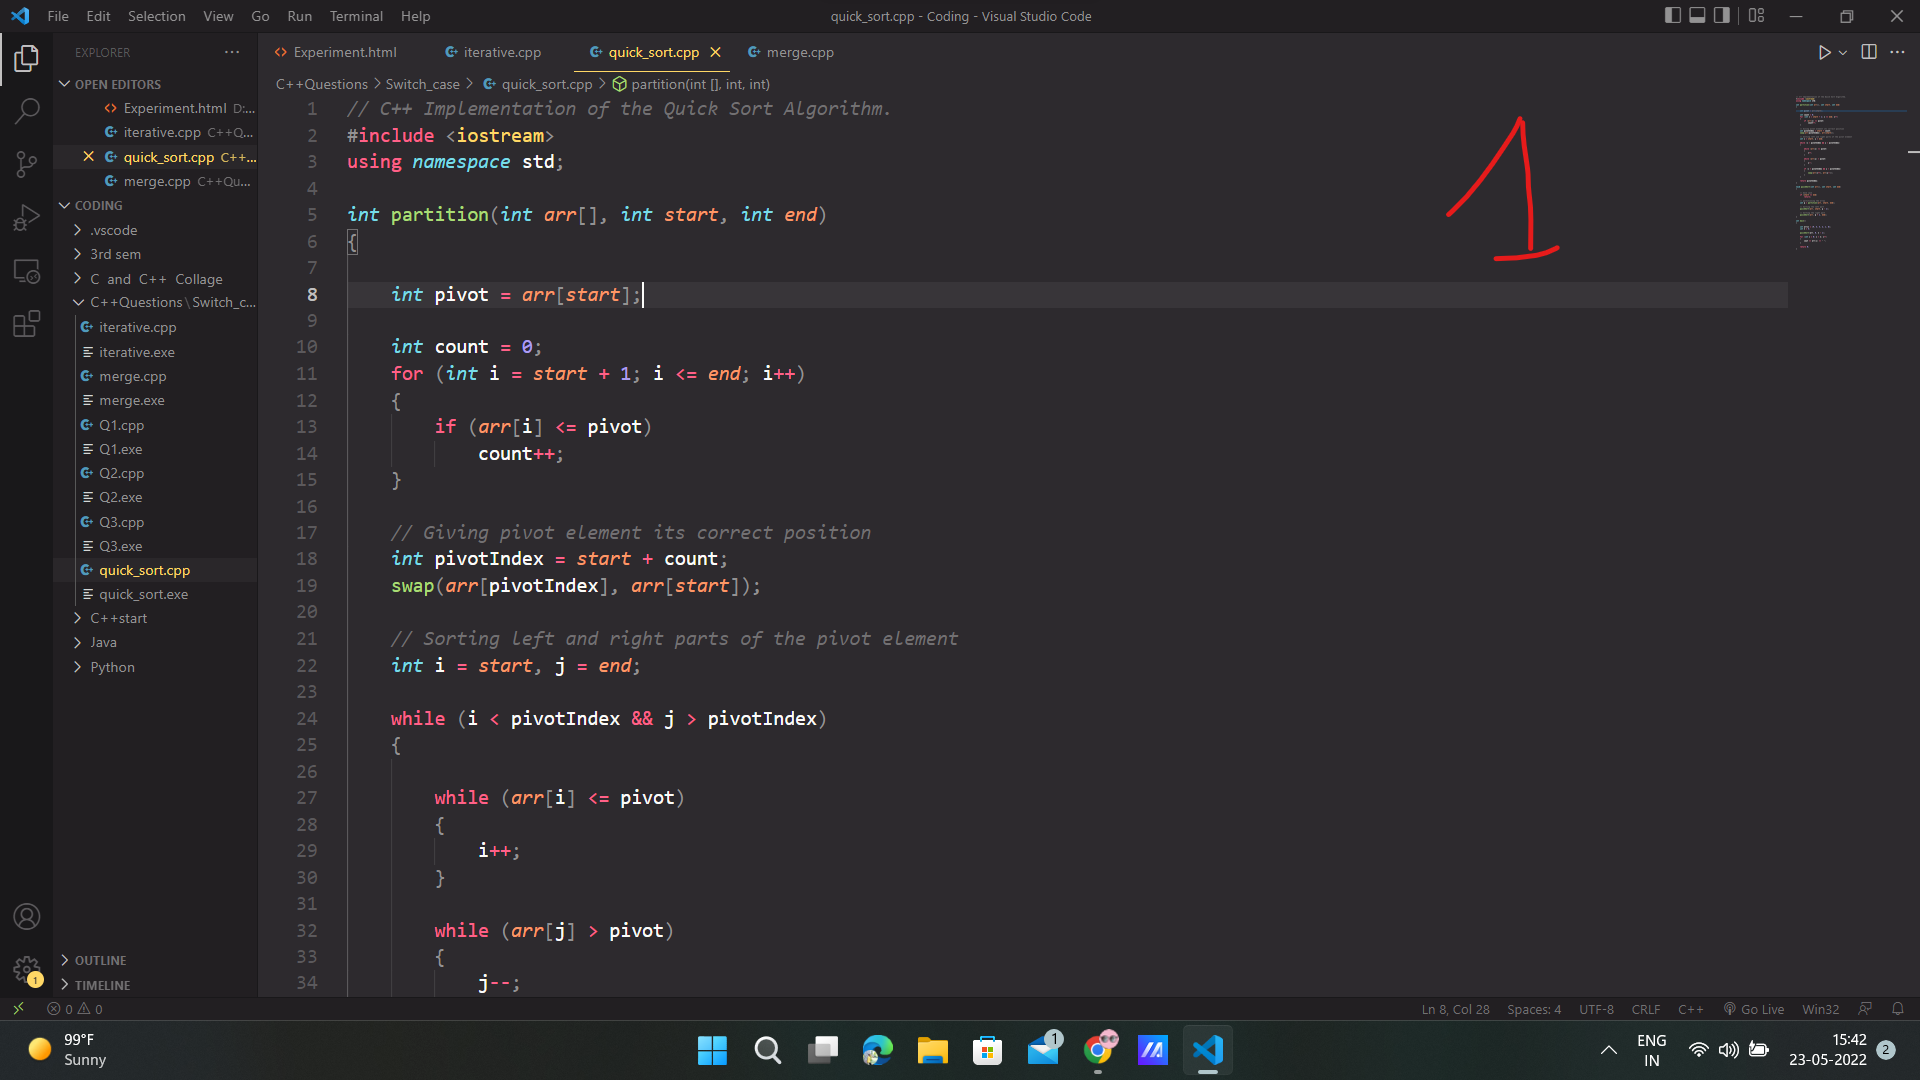 File Edit Selection View Go Run Terminal Help
quick_sort.cpp - Coding - Visual Studio Code
EXPLORER
Experiment.html iterative.cpp quick_sort.cpp merge.cpp
OPEN EDITORS
Experiment.html D:...
iterative.cpp C++Q...
quick_sort.cpp C++...
merge.cpp C++Qu...
CODING
.vscode
3rd sem
C and C++ Collage
C++Questions\Switch_c...
iterative.cpp
iterative.exe
merge.cpp
merge.exe
Q1.cpp
Q1.exe
Q2.cpp
Q2.exe
Q3.cpp
Q3.exe
quick_sort.cpp
quick_sort.exe
C++start
Java
Python
OUTLINE
TIMELINE
C++Questions > Switch_case > quick_sort.cpp > partition(int [], int, int)
1 // C++ Implementation of the Quick Sort Algorithm.
2 #include <iostream>
3 using namespace std;
4
5 int partition(int arr[], int start, int end)
6 {
7
8     int pivot = arr[start];
9
10     int count = 0;
11     for (int i = start + 1; i <= end; i++)
12     {
13         if (arr[i] <= pivot)
14             count++;
15     }
16
17     // Giving pivot element its correct position
18     int pivotIndex = start + count;
19     swap(arr[pivotIndex], arr[start]);
20
21     // Sorting left and right parts of the pivot element
22     int i = start, j = end;
23
24     while (i < pivotIndex && j > pivotIndex)
25     {
26
27         while (arr[i] <= pivot)
28         {
29             i++;
30         }
31
32         while (arr[j] > pivot)
33         {
34             j--;
1
1
0 0
Ln 8, Col 28 Spaces: 4 UTF-8 CRLF C++ Go Live Win32
99°F
Sunny
1
ENG
IN
15:42
23-05-2022
2